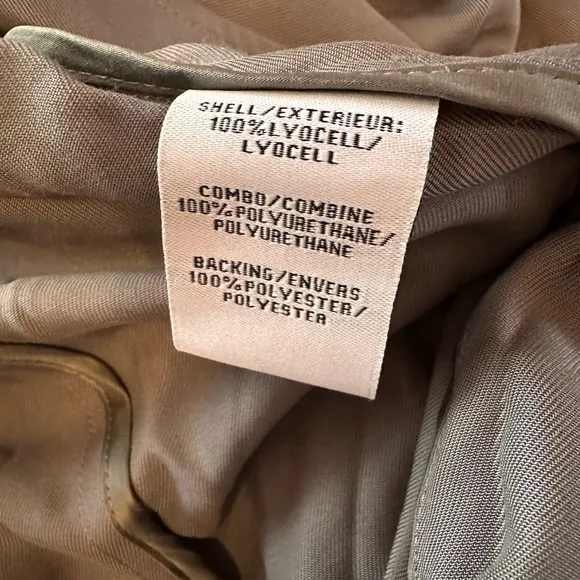 SHELL/EXTERIEUR:
100%LYOCELL/
LYOCELL
COMBO/COMBINE
100%POLYURETHANE/
POLYURETHANE
BACKING/ENVERS
100%POLYESTER/
POLYESTER